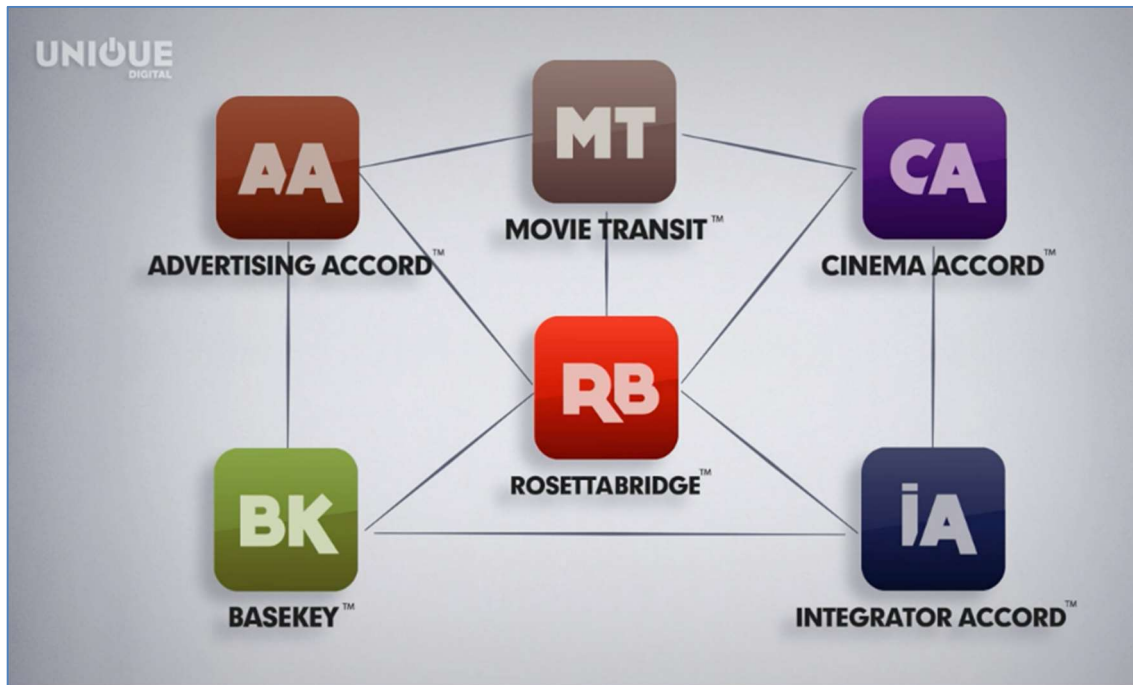 UNIQUE
DIGITAL
AA
MT
CA
ADVERTISING ACCORD™
MOVIE TRANSIT™
CINEMA ACCORD™
RB
ROSETTABRIDGE™
BK
iA
BASEKEY™
INTEGRATOR ACCORD™